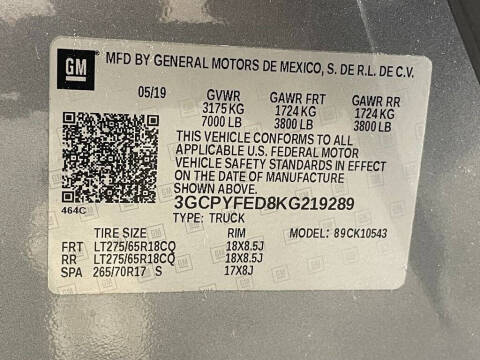 GM
MFD BY GENERAL MOTORS DE MEXICO, S. DE R.L. DE C.V.
05/19 GVWR GAWR FRT GAWR RR
3175 KG 1724 KG 1724 KG
7000 LB 3800 LB 3800 LB
THIS VEHICLE CONFORMS TO ALL
APPLICABLE U.S. FEDERAL MOTOR
VEHICLE SAFETY STANDARDS IN EFFECT
ON THE DATE OF MANUFACTURE
SHOWN ABOVE.
464C 3GCPYFED8KG219289
TYPE: TRUCK
TIRE SIZE RIM MODEL: 89CK10543
FRT LT275/65R18CQ 18X8.5J
RR LT275/65R18CQ 18X8.5J
SPA 265/70R17 S 17X8J